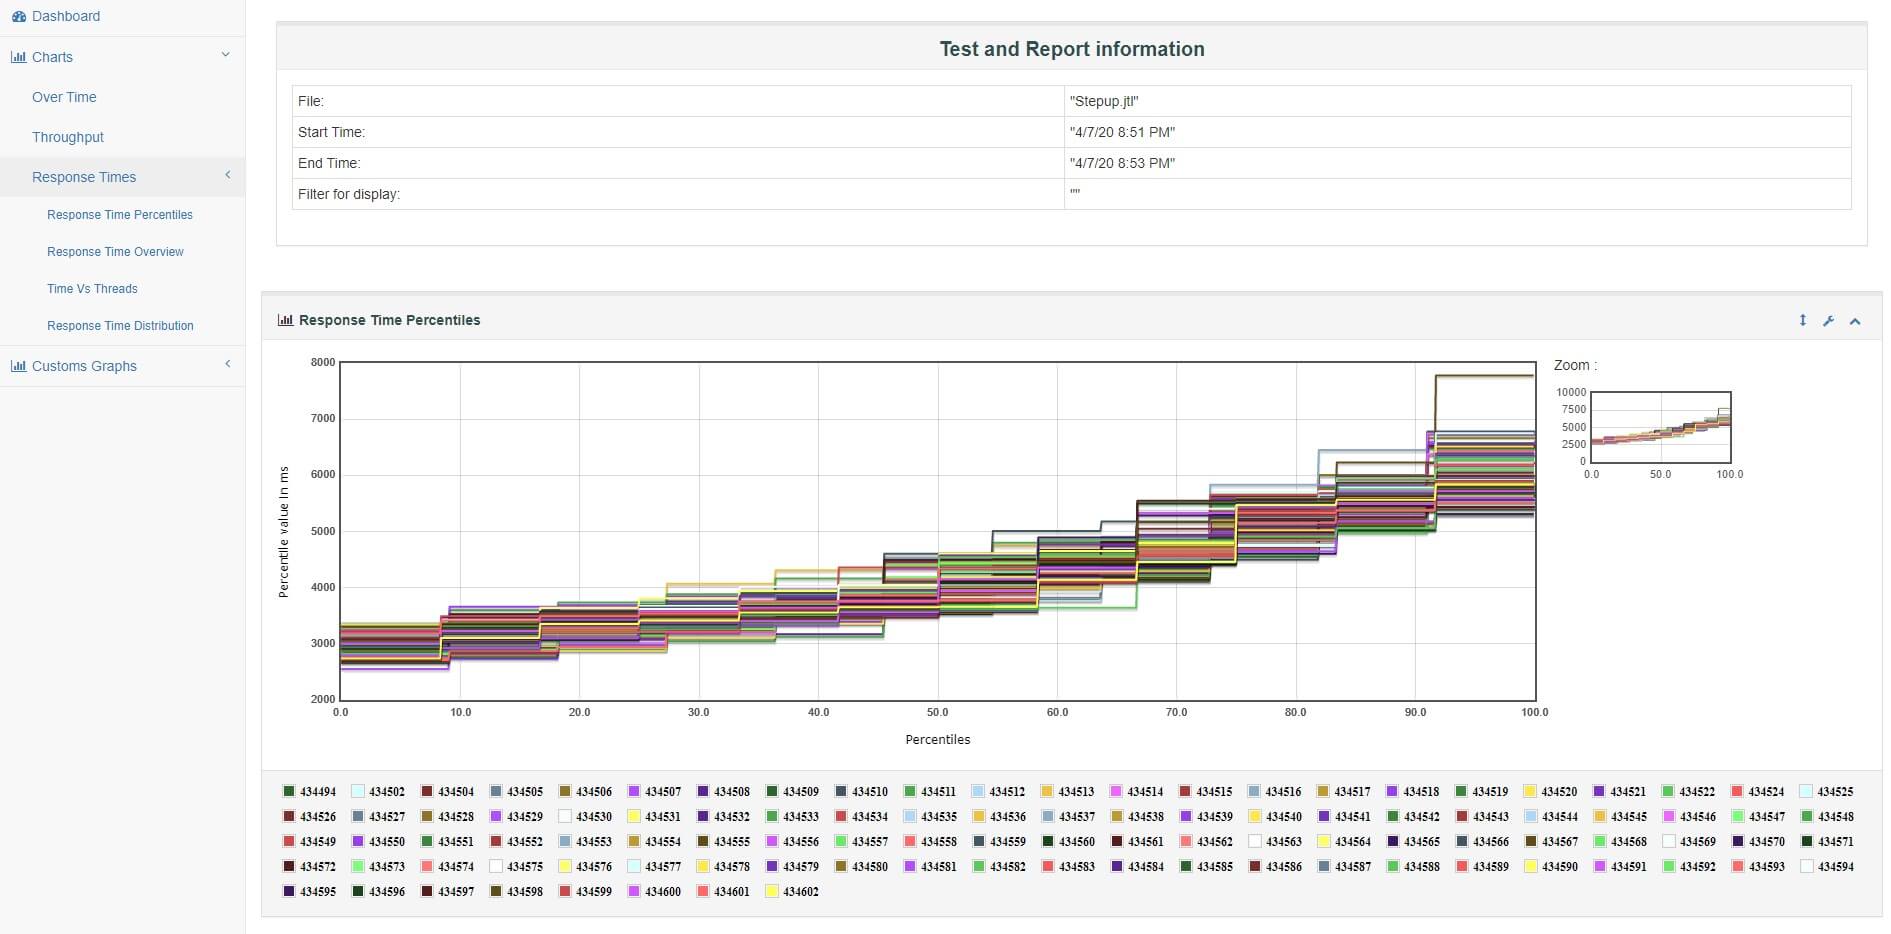 Dashboard
Charts
Over Time
Throughput
Response Times
Response Time Percentiles
Response Time Overview
Time Vs Threads
Response Time Distribution
Customs Graphs
Test and Report information
File: "Stepup.jtl"
Start Time: "4/7/20 8:51 PM"
End Time: "4/7/20 8:53 PM"
Filter for display: ""
Response Time Percentiles
8000
7000
6000
5000
4000
3000
2000
Percentile value in ms
0.0 10.0 20.0 30.0 40.0 50.0 60.0 70.0 80.0 90.0 100.0
Percentiles
Zoom :
10000
7500
5000
2500
0
0.0 50.0 100.0
434494 434502 434504 434505 434506 434507 434508 434509 434510 434511 434512 434513 434514 434515 434516 434517 434518 434519 434520 434521 434522 434524 434525
434526 434527 434528 434529 434530 434531 434532 434533 434534 434535 434536 434537 434538 434539 434540 434541 434542 434543 434544 434545 434546 434547 434548
434549 434550 434551 434552 434553 434554 434555 434556 434557 434558 434559 434560 434561 434562 434563 434564 434565 434566 434567 434568 434569 434570 434571
434572 434573 434574 434575 434576 434577 434578 434579 434580 434581 434582 434583 434584 434585 434586 434587 434588 434589 434590 434591 434592 434593 434594
434595 434596 434597 434598 434599 434600 434601 434602